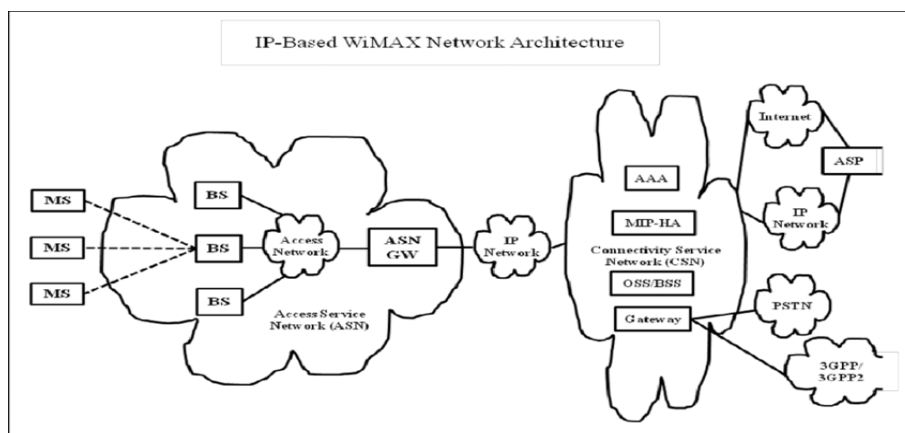 IP-Based WiMAX Network Architecture
MS
MS
MS
BS
BS
BS
Access
Network
ASN
GW
Access Service
Network (ASN)
IP
Network
AAA
MIP-HA
Connectivity Service
Network (CSN)
OSS/BSS
Gateway
Internet
ASP
IP
Network
PSTN
3GPP/
3GPP2